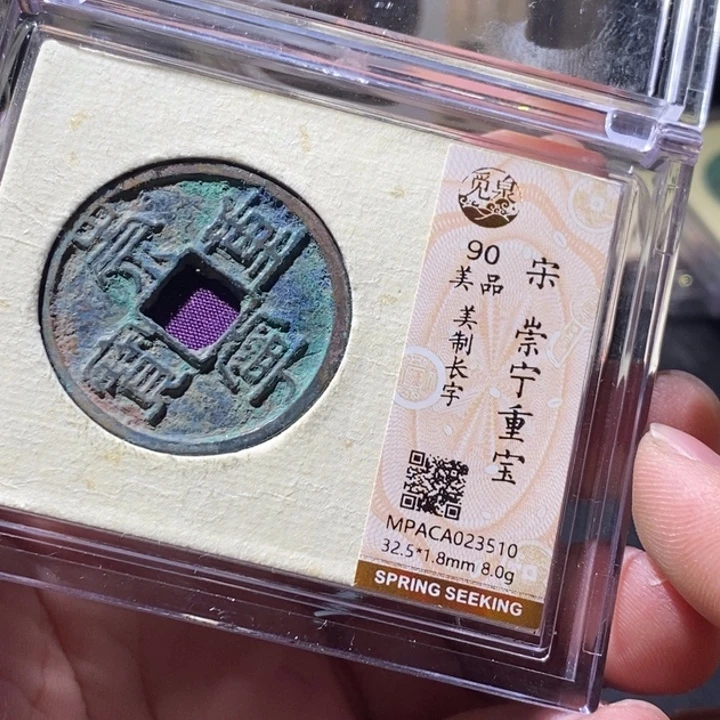 崇
重
寧
寶
觅泉
90
美品
美制长字
宋
崇宁重宝
MPACA023510
32.5*1.8mm 8.0g
SPRING SEEKING